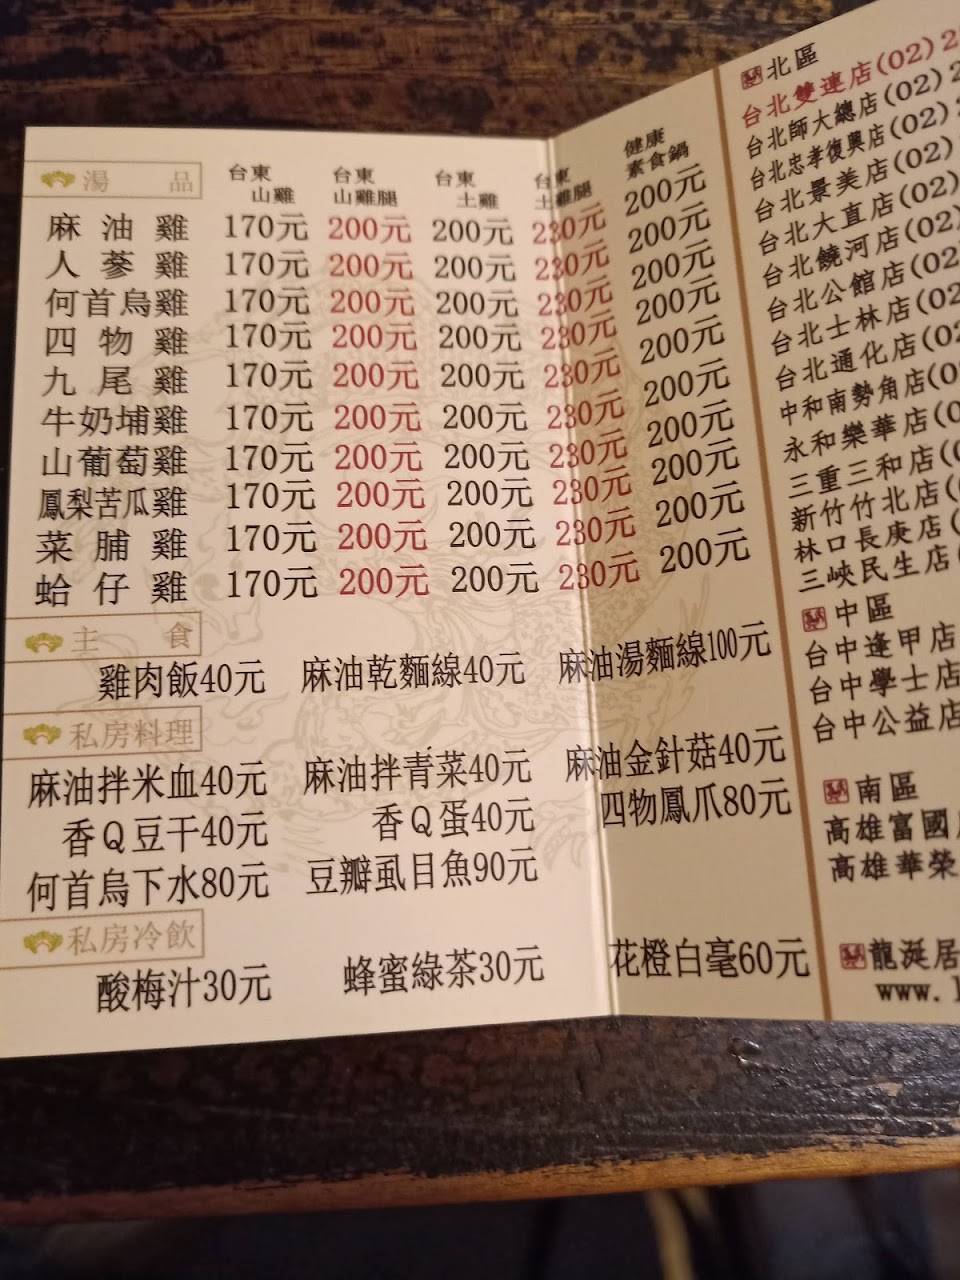 湯品
台東山雞 台東山雞腿 台東土雞 台東土雞腿 健康素食鍋
麻油雞 170元 200元 200元 230元 200元
人蔘雞 170元 200元 200元 230元 200元
何首烏雞 170元 200元 200元 230元 200元
四物雞 170元 200元 200元 230元 200元
九尾雞 170元 200元 200元 230元 200元
牛奶埔雞 170元 200元 200元 230元 200元
山葡萄雞 170元 200元 200元 230元 200元
鳳梨苦瓜雞 170元 200元 200元 230元 200元
菜脯雞 170元 200元 200元 230元 200元
蛤仔雞 170元 200元 200元 230元 200元
主食
雞肉飯40元 麻油乾麵線40元 麻油湯麵線100元
私房料理
麻油拌米血40元 麻油拌青菜40元 麻油金針菇40元
香Q豆干40元 香Q蛋40元 四物鳳爪80元
何首烏下水80元 豆瓣虱目魚90元
私房冷飲
酸梅汁30元 蜂蜜綠茶30元 花橙白毫60元
北區
台北雙連店(02)2
台北師大總店(02)2
台北忠孝復興店(02)
台北景美店(02)
台北大直店(02)
台北饒河店(02)
台北公館店(02
台北士林店(02
台北通化店(02
中和南勢角店(0
永和樂華店(0
三重三和店(0
新竹竹北店(
林口長庚店(
三峽民生店(
中區
台中逢甲店
台中學士店
台中公益店
南區
高雄富國
高雄華榮
龍涎居
www.